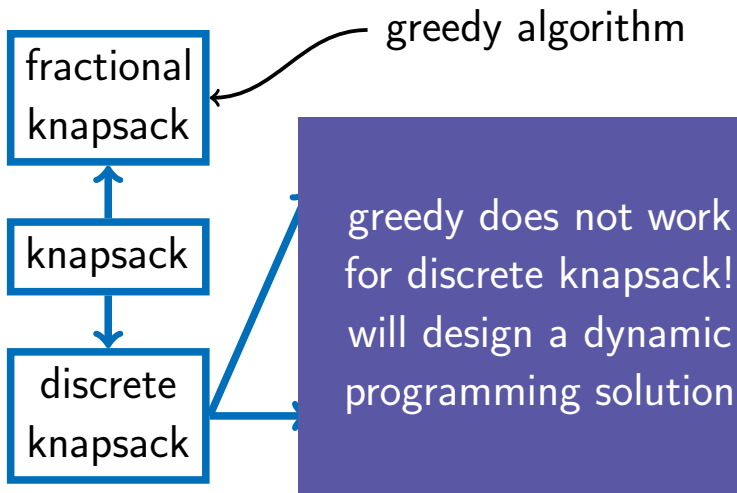 greedy algorithm
fractional
knapsack
knapsack
discrete
knapsack
greedy does not work
for discrete knapsack!
will design a dynamic
programming solution